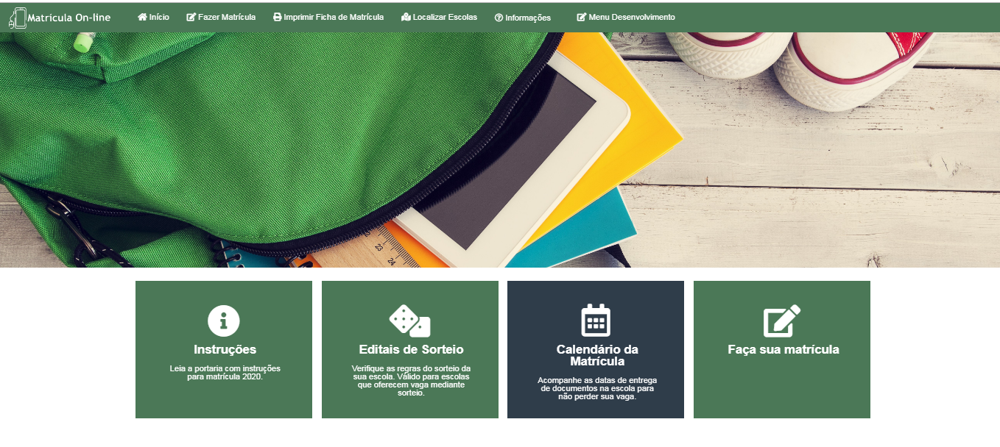 Matrícula On-line
Início
Fazer Matrícula
Imprimir Ficha de Matrícula
Localizar Escolas
Informações
Menu Desenvolvimento
23
24
Instruções
Leia a portaria com instruções
para matrícula 2020.
Editais de Sorteio
Verifique as regras do sorteio da
sua escola. Válido para escolas
que oferecem vaga mediante
sorteio.
Calendário da
Matrícula
Acompanhe as datas de entrega
de documentos na escola para
não perder sua vaga.
Faça sua matrícula